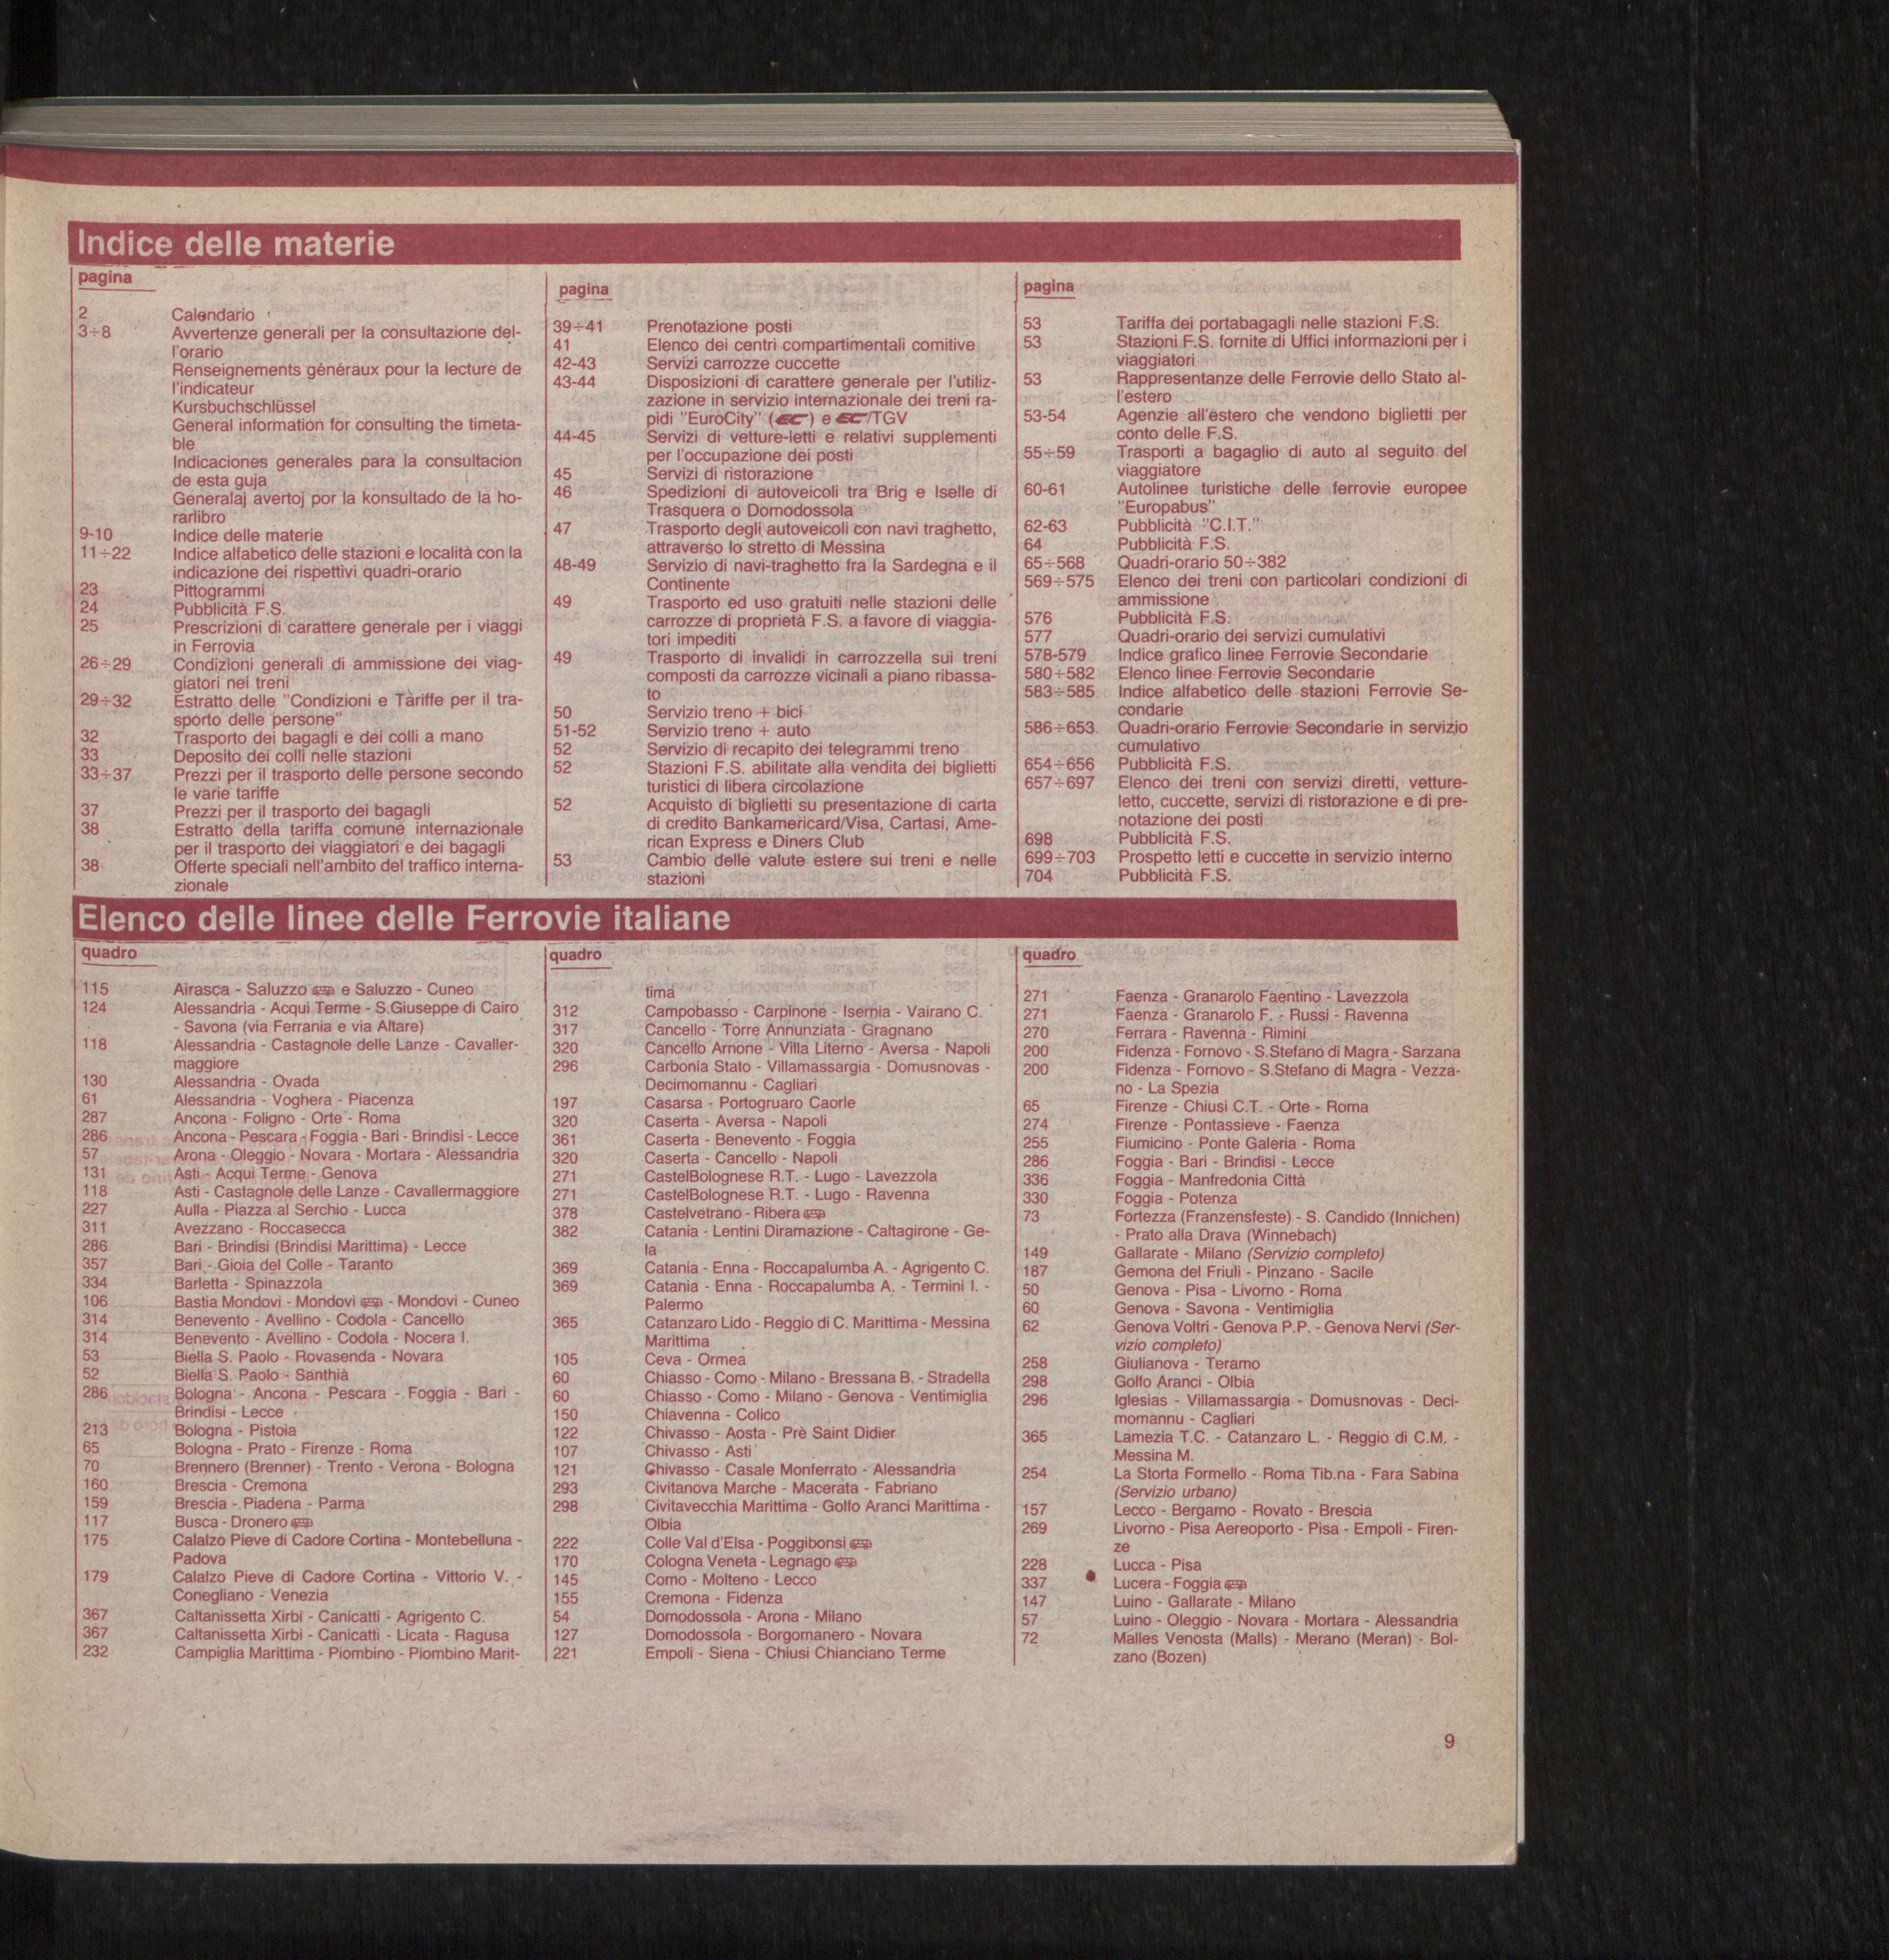 Indice delle materie
pagina
2 Calendario
3÷8 Avvertenze generali per la consultazione del-
l'orario
Renseignements généraux pour la lecture de
l'indicateur
Kursbuchschlüssel
General information for consulting the timeta-
ble
Indicaciones generales para la consultacion
de esta guja
Generalaj avertoj por la konsultado de la ho-
rarlibro
9-10 Indice delle materie
11÷22 Indice alfabetico delle stazioni e località con la
indicazione dei rispettivi quadri-orario
23 Pittogrammi
24 Pubblicità F.S.
25 Prescrizioni di carattere generale per i viaggi
in Ferrovia
26÷29 Condizioni generali di ammissione dei viag-
giatori nei treni
29÷32 Estratto delle "Condizioni e Tariffe per il tra-
sporto delle persone"
32 Trasporto dei bagagli e dei colli a mano
33 Deposito dei colli nelle stazioni
33÷37 Prezzi per il trasporto delle persone secondo
le varie tariffe
37 Prezzi per il trasporto dei bagagli
38 Estratto della tariffa comune internazionale
per il trasporto dei viaggiatori e dei bagagli
38 Offerte speciali nell'ambito del traffico interna-
zionale
pagina
39÷41 Prenotazione posti
41 Elenco dei centri compartimentali comitive
42-43 Servizi carrozze cuccette
43-44 Disposizioni di carattere generale per l'utiliz-
zazione in servizio internazionale dei treni ra-
pidi "EuroCity" (EC) e EC/TGV
44-45 Servizi di vetture-letti e relativi supplementi
per l'occupazione dei posti
45 Servizi di ristorazione
46 Spedizioni di autoveicoli tra Brig e Iselle di
Trasquera o Domodossola
47 Trasporto degli autoveicoli con navi traghetto,
attraverso lo stretto di Messina
48-49 Servizio di navi-traghetto fra la Sardegna e il
Continente
49 Trasporto ed uso gratuiti nelle stazioni delle
carrozze di proprietà F.S. a favore di viaggia-
tori impediti
49 Trasporto di invalidi in carrozzella sui treni
composti da carrozze vicinali a piano ribassa-
to
50 Servizio treno + bici
51-52 Servizio treno + auto
52 Servizio di recapito dei telegrammi treno
52 Stazioni F.S. abilitate alla vendita dei biglietti
turistici di libera circolazione
52 Acquisto di biglietti su presentazione di carta
di credito Bankamericard/Visa, Cartasi, Ame-
rican Express e Diners Club
53 Cambio delle valute estere sui treni e nelle
stazioni
pagina
53 Tariffa dei portabagagli nelle stazioni F.S.
53 Stazioni F.S. fornite di Uffici informazioni per i
viaggiatori
53 Rappresentanze delle Ferrovie dello Stato al-
l'estero
53-54 Agenzie all'estero che vendono biglietti per
conto delle F.S.
55÷59 Trasporti a bagaglio di auto al seguito del
viaggiatore
60-61 Autolinee turistiche delle ferrovie europee
"Europabus"
62-63 Pubblicità "C.I.T."
64 Pubblicità F.S.
65÷568 Quadri-orario 50÷382
569÷575 Elenco dei treni con particolari condizioni di
ammissione
576 Pubblicità F.S.
577 Quadri-orario dei servizi cumulativi
578-579 Indice grafico linee Ferrovie Secondarie
580÷582 Elenco linee Ferrovie Secondarie
583÷585 Indice alfabetico delle stazioni Ferrovie Se-
condarie
586÷653 Quadri-orario Ferrovie Secondarie in servizio
cumulativo
654÷656 Pubblicità F.S.
657÷697 Elenco dei treni con servizi diretti, vetture-
letto, cuccette, servizi di ristorazione e di pre-
notazione dei posti
698 Pubblicità F.S.
699÷703 Prospetto letti e cuccette in servizio interno
704 Pubblicità F.S.
Elenco delle linee delle Ferrovie italiane
quadro
115 Airasca - Saluzzo e Saluzzo - Cuneo
124 Alessandria - Acqui Terme - S.Giuseppe di Cairo
- Savona (via Ferrania e via Altare)
118 Alessandria - Castagnole delle Lanze - Cavaller-
maggiore
130 Alessandria - Ovada
61 Alessandria - Voghera - Piacenza
287 Ancona - Foligno - Orte - Roma
286 Ancona - Pescara - Foggia - Bari - Brindisi - Lecce
57 Arona - Oleggio - Novara - Mortara - Alessandria
131 Asti - Acqui Terme - Genova
118 Asti - Castagnole delle Lanze - Cavallermaggiore
227 Aulla - Piazza al Serchio - Lucca
311 Avezzano - Roccasecca
286 Bari - Brindisi (Brindisi Marittima) - Lecce
357 Bari - Gioia del Colle - Taranto
334 Barletta - Spinazzola
106 Bastia Mondovì - Mondovì - Mondovì - Cuneo
314 Benevento - Avellino - Codola - Cancello
314 Benevento - Avellino - Codola - Nocera I.
53 Biella S. Paolo - Rovasenda - Novara
52 Biella S. Paolo - Santhià
286 Bologna - Ancona - Pescara - Foggia - Bari -
Brindisi - Lecce
213 Bologna - Pistoia
65 Bologna - Prato - Firenze - Roma
70 Brennero (Brenner) - Trento - Verona - Bologna
160 Brescia - Cremona
159 Brescia - Piadena - Parma
117 Busca - Dronero
175 Calalzo Pieve di Cadore Cortina - Montebelluna -
Padova
179 Calalzo Pieve di Cadore Cortina - Vittorio V. -
Conegliano - Venezia
367 Caltanissetta Xirbi - Canicatti - Agrigento C.
367 Caltanissetta Xirbi - Canicatti - Licata - Ragusa
232 Campiglia Marittima - Piombino - Piombino Marit-
quadro
tima
312 Campobasso - Carpinone - Isernia - Vairano C.
317 Cancello - Torre Annunziata - Gragnano
320 Cancello Arnone - Villa Literno - Aversa - Napoli
296 Carbonia Stato - Villamassargia - Domusnovas -
Decimomannu - Cagliari
197 Casarsa - Portogruaro Caorle
320 Caserta - Aversa - Napoli
361 Caserta - Benevento - Foggia
320 Caserta - Cancello - Napoli
271 CastelBolognese R.T. - Lugo - Lavezzola
271 CastelBolognese R.T. - Lugo - Ravenna
378 Castelvetrano - Ribera
382 Catania - Lentini Diramazione - Caltagirone - Ge-
la
369 Catania - Enna - Roccapalumba A. - Agrigento C.
369 Catania - Enna - Roccapalumba A. - Termini I. -
Palermo
365 Catanzaro Lido - Reggio di C. Marittima - Messina
Marittima
105 Ceva - Ormea
60 Chiasso - Como - Milano - Bressana B. - Stradella
60 Chiasso - Como - Milano - Genova - Ventimiglia
150 Chiavenna - Colico
122 Chivasso - Aosta - Prè Saint Didier
107 Chivasso - Asti
121 Chivasso - Casale Monferrato - Alessandria
293 Civitanova Marche - Macerata - Fabriano
298 Civitavecchia Marittima - Golfo Aranci Marittima -
Olbia
222 Colle Val d'Elsa - Poggibonsi
170 Cologna Veneta - Legnago
145 Como - Molteno - Lecco
155 Cremona - Fidenza
54 Domodossola - Arona - Milano
127 Domodossola - Borgomanero - Novara
221 Empoli - Siena - Chiusi Chianciano Terme
quadro
271 Faenza - Granarolo Faentino - Lavezzola
271 Faenza - Granarolo F. - Russi - Ravenna
270 Ferrara - Ravenna - Rimini
200 Fidenza - Fornovo - S.Stefano di Magra - Sarzana
200 Fidenza - Fornovo - S.Stefano di Magra - Vezza-
no - La Spezia
65 Firenze - Chiusi C.T. - Orte - Roma
274 Firenze - Pontassieve - Faenza
255 Fiumicino - Ponte Galeria - Roma
286 Foggia - Bari - Brindisi - Lecce
336 Foggia - Manfredonia Città
330 Foggia - Potenza
73 Fortezza (Franzensfeste) - S. Candido (Innichen)
- Prato alla Drava (Winnebach)
149 Gallarate - Milano (Servizio completo)
187 Gemona del Friuli - Pinzano - Sacile
50 Genova - Pisa - Livorno - Roma
60 Genova - Savona - Ventimiglia
62 Genova Voltri - Genova P.P. - Genova Nervi (Ser-
vizio completo)
258 Giulianova - Teramo
298 Golfo Aranci - Olbia
296 Iglesias - Villamassargia - Domusnovas - Deci-
momannu - Cagliari
365 Lamezia T.C. - Catanzaro L. - Reggio di C.M. -
Messina M.
254 La Storta Formello - Roma Tib.na - Fara Sabina
(Servizio urbano)
157 Lecco - Bergamo - Rovato - Brescia
269 Livorno - Pisa Aereoporto - Pisa - Empoli - Firen-
ze
228 Lucca - Pisa
337 Lucera - Foggia
147 Luino - Gallarate - Milano
57 Luino - Oleggio - Novara - Mortara - Alessandria
72 Malles Venosta (Malls) - Merano (Meran) - Bol-
zano (Bozen)
9